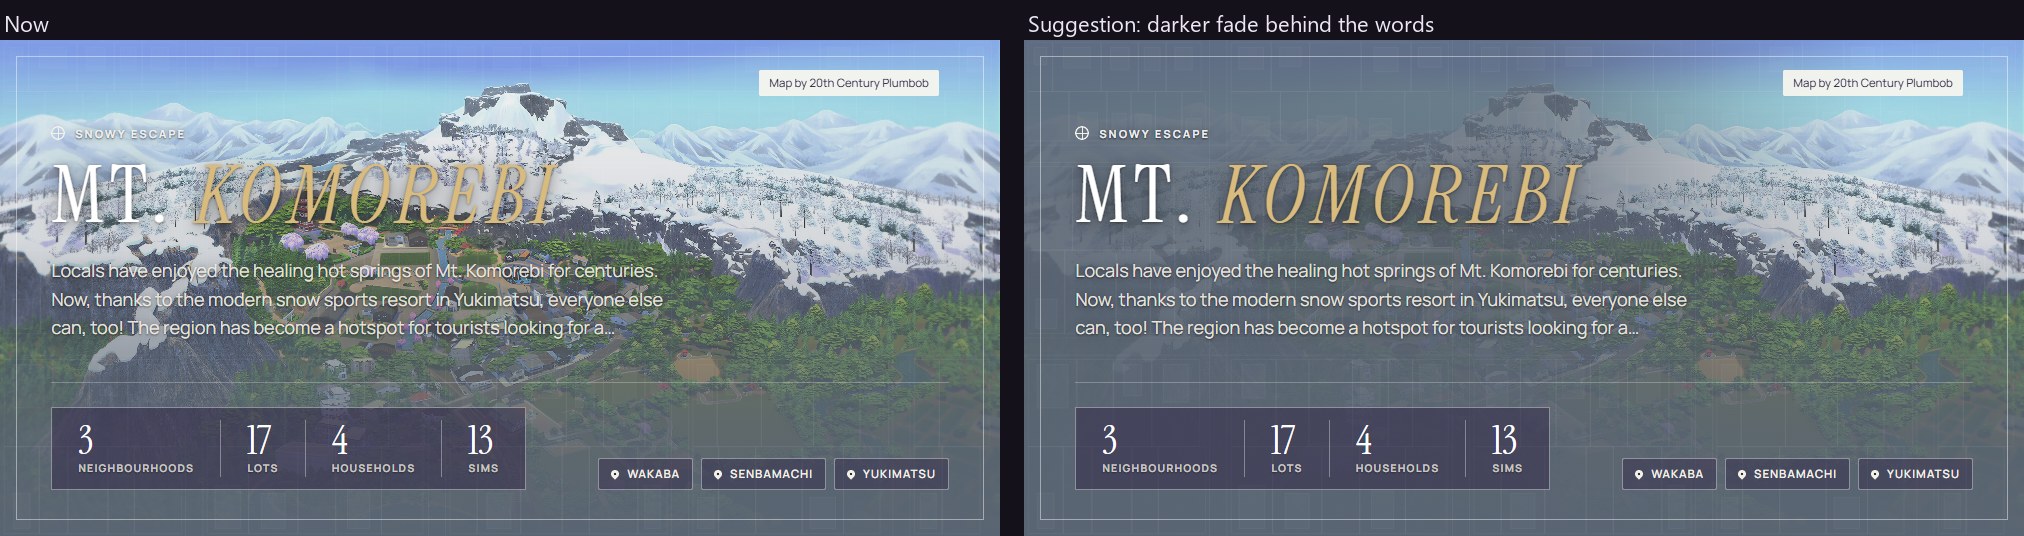 Now
Map by 20th Century Plumbob
SNOWY ESCAPE
MT. KOMOREBI
Locals have enjoyed the healing hot springs of Mt. Komorebi for centuries.
Now, thanks to the modern snow sports resort in Yukimatsu, everyone else
can, too! The region has become a hotspot for tourists looking for a...
3 17 4 13
NEIGHBOURHOODS LOTS HOUSEHOLDS SIMS
WAKABA SENBAMACHI YUKIMATSU
Suggestion: darker fade behind the words
Map by 20th Century Plumbob
SNOWY ESCAPE
MT. KOMOREBI
Locals have enjoyed the healing hot springs of Mt. Komorebi for centuries.
Now, thanks to the modern snow sports resort in Yukimatsu, everyone else
can, too! The region has become a hotspot for tourists looking for a...
3 17 4 13
NEIGHBOURHOODS LOTS HOUSEHOLDS SIMS
WAKABA SENBAMACHI YUKIMATSU